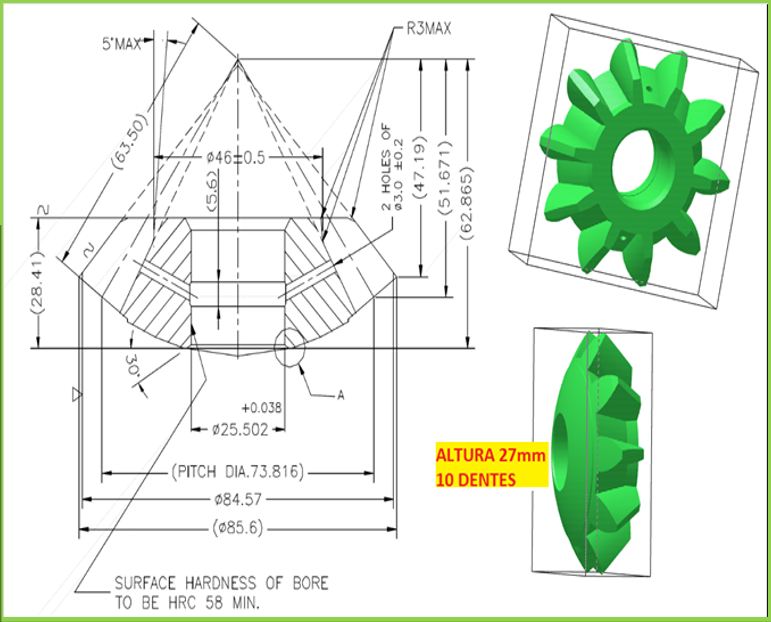 5°MAX
R3MAX
(63.50)
ø46±0.5
(5.6)
2 HOLES OF
ø3.0 ±0.2
(47.19)
(51.671)
(62.865)
2
2
(28.41)
30°
A
+0.038
ø25.502
(PITCH DIA.73.816)
ø84.57
(ø85.6)
SURFACE HARDNESS OF BORE
TO BE HRC 58 MIN.
ALTURA 27mm
10 DENTES